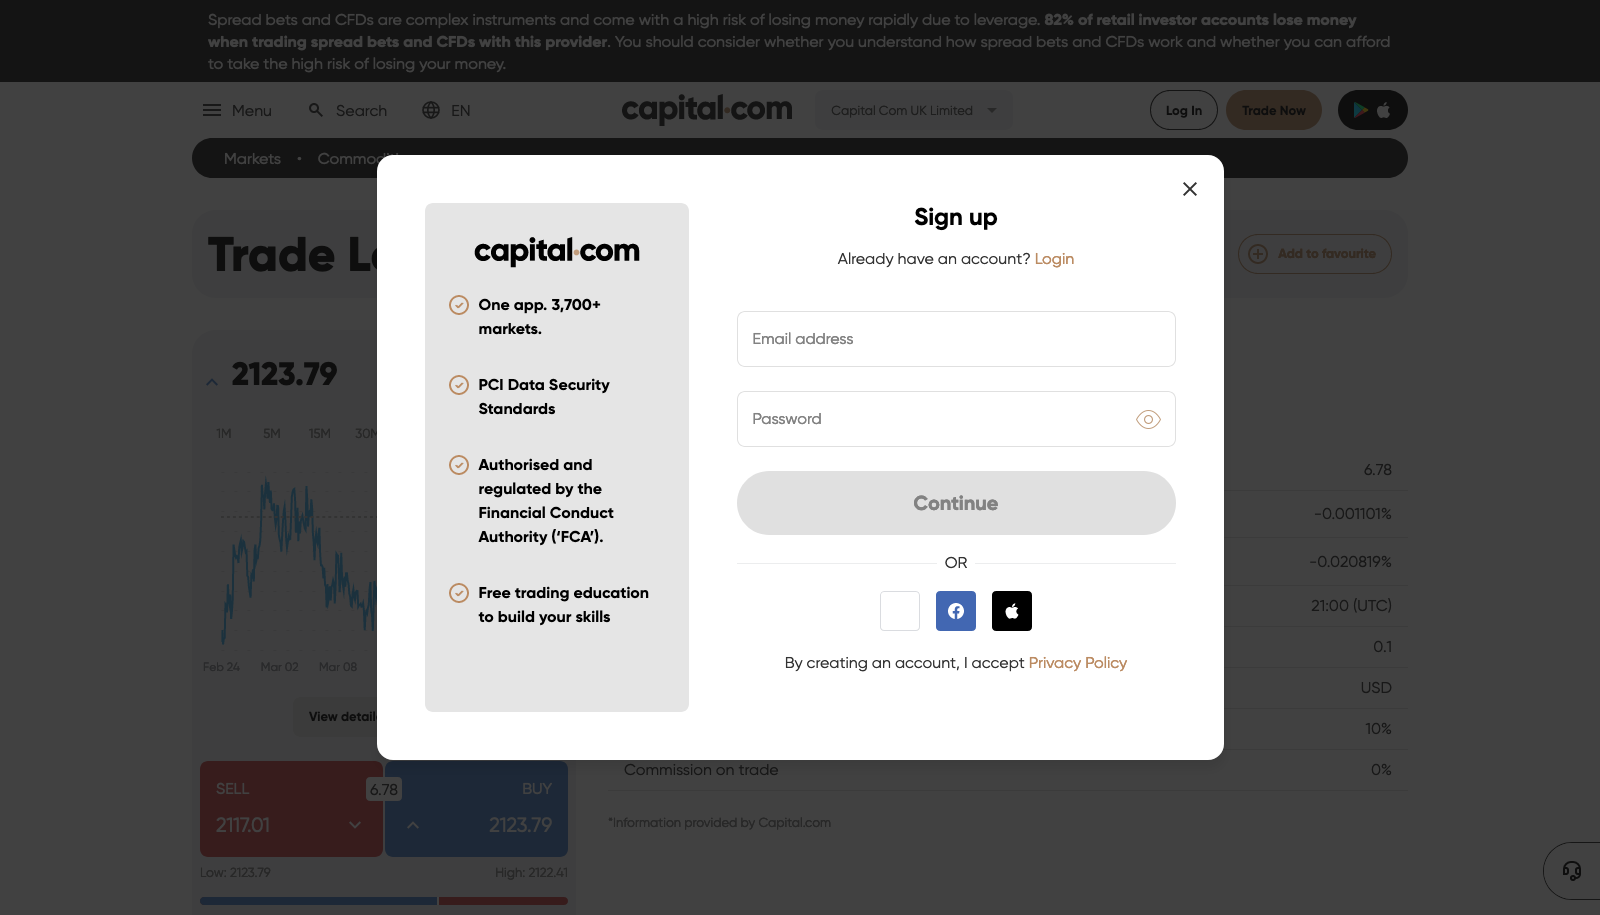 Spread bets and CFDs are complex instruments and come with a high risk of losing money rapidly due to leverage. 82% of retail investor accounts lose money
when trading spread bets and CFDs with this provider. You should consider whether you understand how spread bets and CFDs work and whether you can afford
to take the high risk of losing your money.
Menu
Search
EN
capital.com
Capital Com UK Limited
Log In
Trade Now
Markets • Commoditi
Trade Le
Add to favourite
2123.79
1M 5M 15M 30M
Feb 24 Mar 02 Mar 08
View details
SELL
2117.01
6.78
BUY
2123.79
Low: 2123.79
High: 2122.41
capital.com
One app. 3,700+
markets.
PCI Data Security
Standards
Authorised and
regulated by the
Financial Conduct
Authority (‘FCA’).
Free trading education
to build your skills
Sign up
Already have an account? Login
Email address
Password
Continue
OR
By creating an account, I accept Privacy Policy
6.78
-0.001101%
-0.020819%
21:00 (UTC)
0.1
USD
10%
Commission on trade 0%
*Information provided by Capital.com